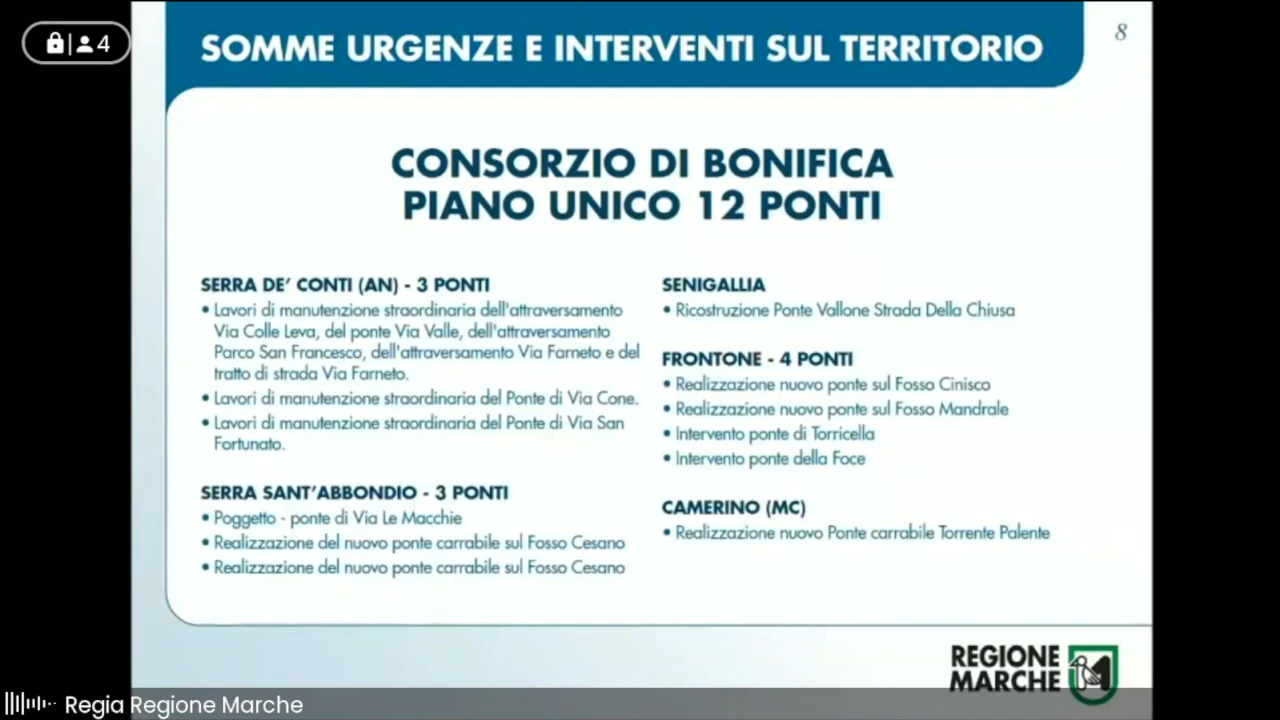 4
SOMME URGENZE E INTERVENTI SUL TERRITORIO
8
CONSORZIO DI BONIFICA
PIANO UNICO 12 PONTI
SERRA DE' CONTI (AN) - 3 PONTI
• Lavori di manutenzione straordinaria dell'attraversamento
Via Colle Leva, del ponte Via Valle, dell'attraversamento
Parco San Francesco, dell'attraversamento Via Farneto e del
tratto di strada Via Farneto.
• Lavori di manutenzione straordinaria del Ponte di Via Cone.
• Lavori di manutenzione straordinaria del Ponte di Via San
Fortunato.
SERRA SANT'ABBONDIO - 3 PONTI
• Poggetto - ponte di Via Le Macchie
• Realizzazione del nuovo ponte carrabile sul Fosso Cesano
• Realizzazione del nuovo ponte carrabile sul Fosso Cesano
SENIGALLIA
• Ricostruzione Ponte Vallone Strada Della Chiusa
FRONTONE - 4 PONTI
• Realizzazione nuovo ponte sul Fosso Cinisco
• Realizzazione nuovo ponte sul Fosso Mandrale
• Intervento ponte di Torricella
• Intervento ponte della Foce
CAMERINO (MC)
• Realizzazione nuovo Ponte carrabile Torrente Palente
REGIONE
MARCHE
Regia Regione Marche